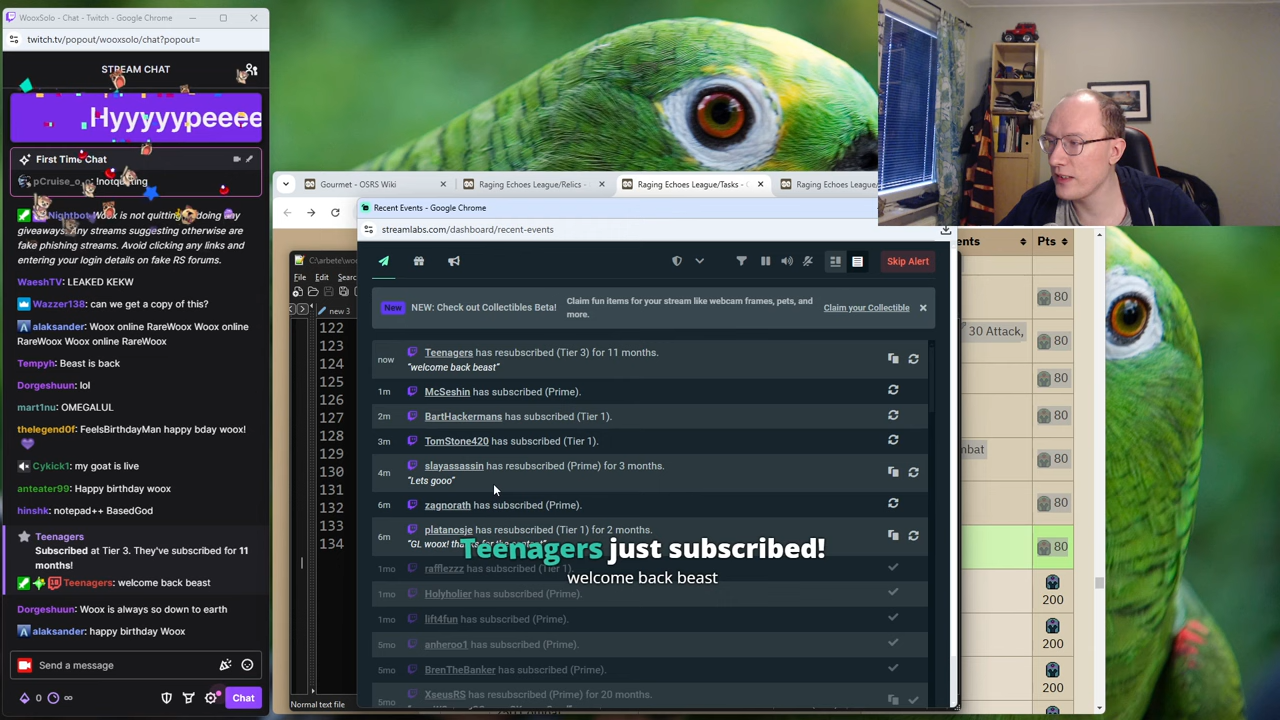 WooxSolo - Chat - Twitch - Google Chrome
twitch.tv/popout/wooxsolo/chat?popout=
STREAM CHAT
Hyyyyypeeee
First Time Chat
pCruise_o_o: Inotquitting
Nightbot: Woox is not quitting or doing any
giveaways. Any streams suggesting otherwise are
fake phishing streams. Avoid clicking any links and
entering your login details on fake RS forums.
WaeshTV: LEAKED KEKW
Wazzer138: can we get a copy of this?
alaksander: Woox online RareWoox Woox online
RareWoox Woox online RareWoox
Tempyh: Beast is back
Dorgeshuun: lol
mart1nu: OMEGALUL
thelegend0f: FeelsBirthdayMan happy bday woox!
Cykick1: my goat is live
anteater99: Happy birthday woox
hinshk: notepad++ BasedGod
Teenagers
Subscribed at Tier 3. They've subscribed for 11
months!
Teenagers: welcome back beast
Dorgeshuun: Woox is always so down to earth
alaksander: happy birthday Woox
Send a message
0
∞
Chat
Gourmet - OSRS Wiki
Raging Echoes League/Relics -
Raging Echoes League/Tasks -
Raging Echoes League/
Recent Events - Google Chrome
streamlabs.com/dashboard/recent-events
Skip Alert
New
NEW: Check out Collectibles Beta!
Claim fun items for your stream like webcam frames, pets, and
more.
Claim your Collectible
now
Teenagers has resubscribed (Tier 3) for 11 months.
"welcome back beast"
1m
McSeshin has subscribed (Prime).
2m
BartHackermans has subscribed (Tier 1).
3m
TomStone420 has subscribed (Tier 1).
4m
slayassassin has resubscribed (Prime) for 3 months.
"Lets gooo"
6m
zagnorath has subscribed (Prime).
6m
platanosje has resubscribed (Tier 1) for 2 months.
Teenagers just subscribed!
welcome back beast
1mo
rafflezzz has subscribed (Tier 1).
1mo
Holyholier has subscribed (Prime).
1mo
lift4fun has subscribed (Prime).
5mo
anheroo1 has subscribed (Prime).
5mo
BrenTheBanker has subscribed (Prime).
5mo
XseusRS has resubscribed (Prime) for 20 months.
C:\arbete\woo
File Edit Search
new 3
122
123
124
125
126
127
128
129
130
131
132
133
134
Normal text file
ents
Pts
80
30 Attack,
80
80
mbat
80
80
80
200
200
200